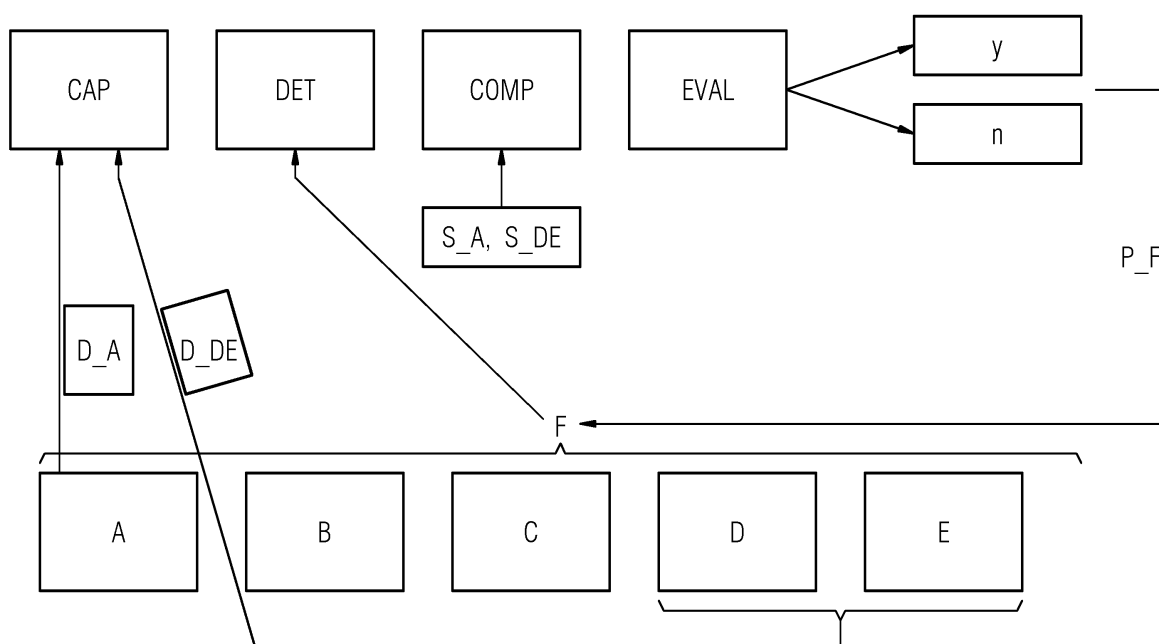 CAP
DET
COMP
EVAL
y
n
S_A, S_DE
P_F
D_A
D_DE
F
A
B
C
D
E